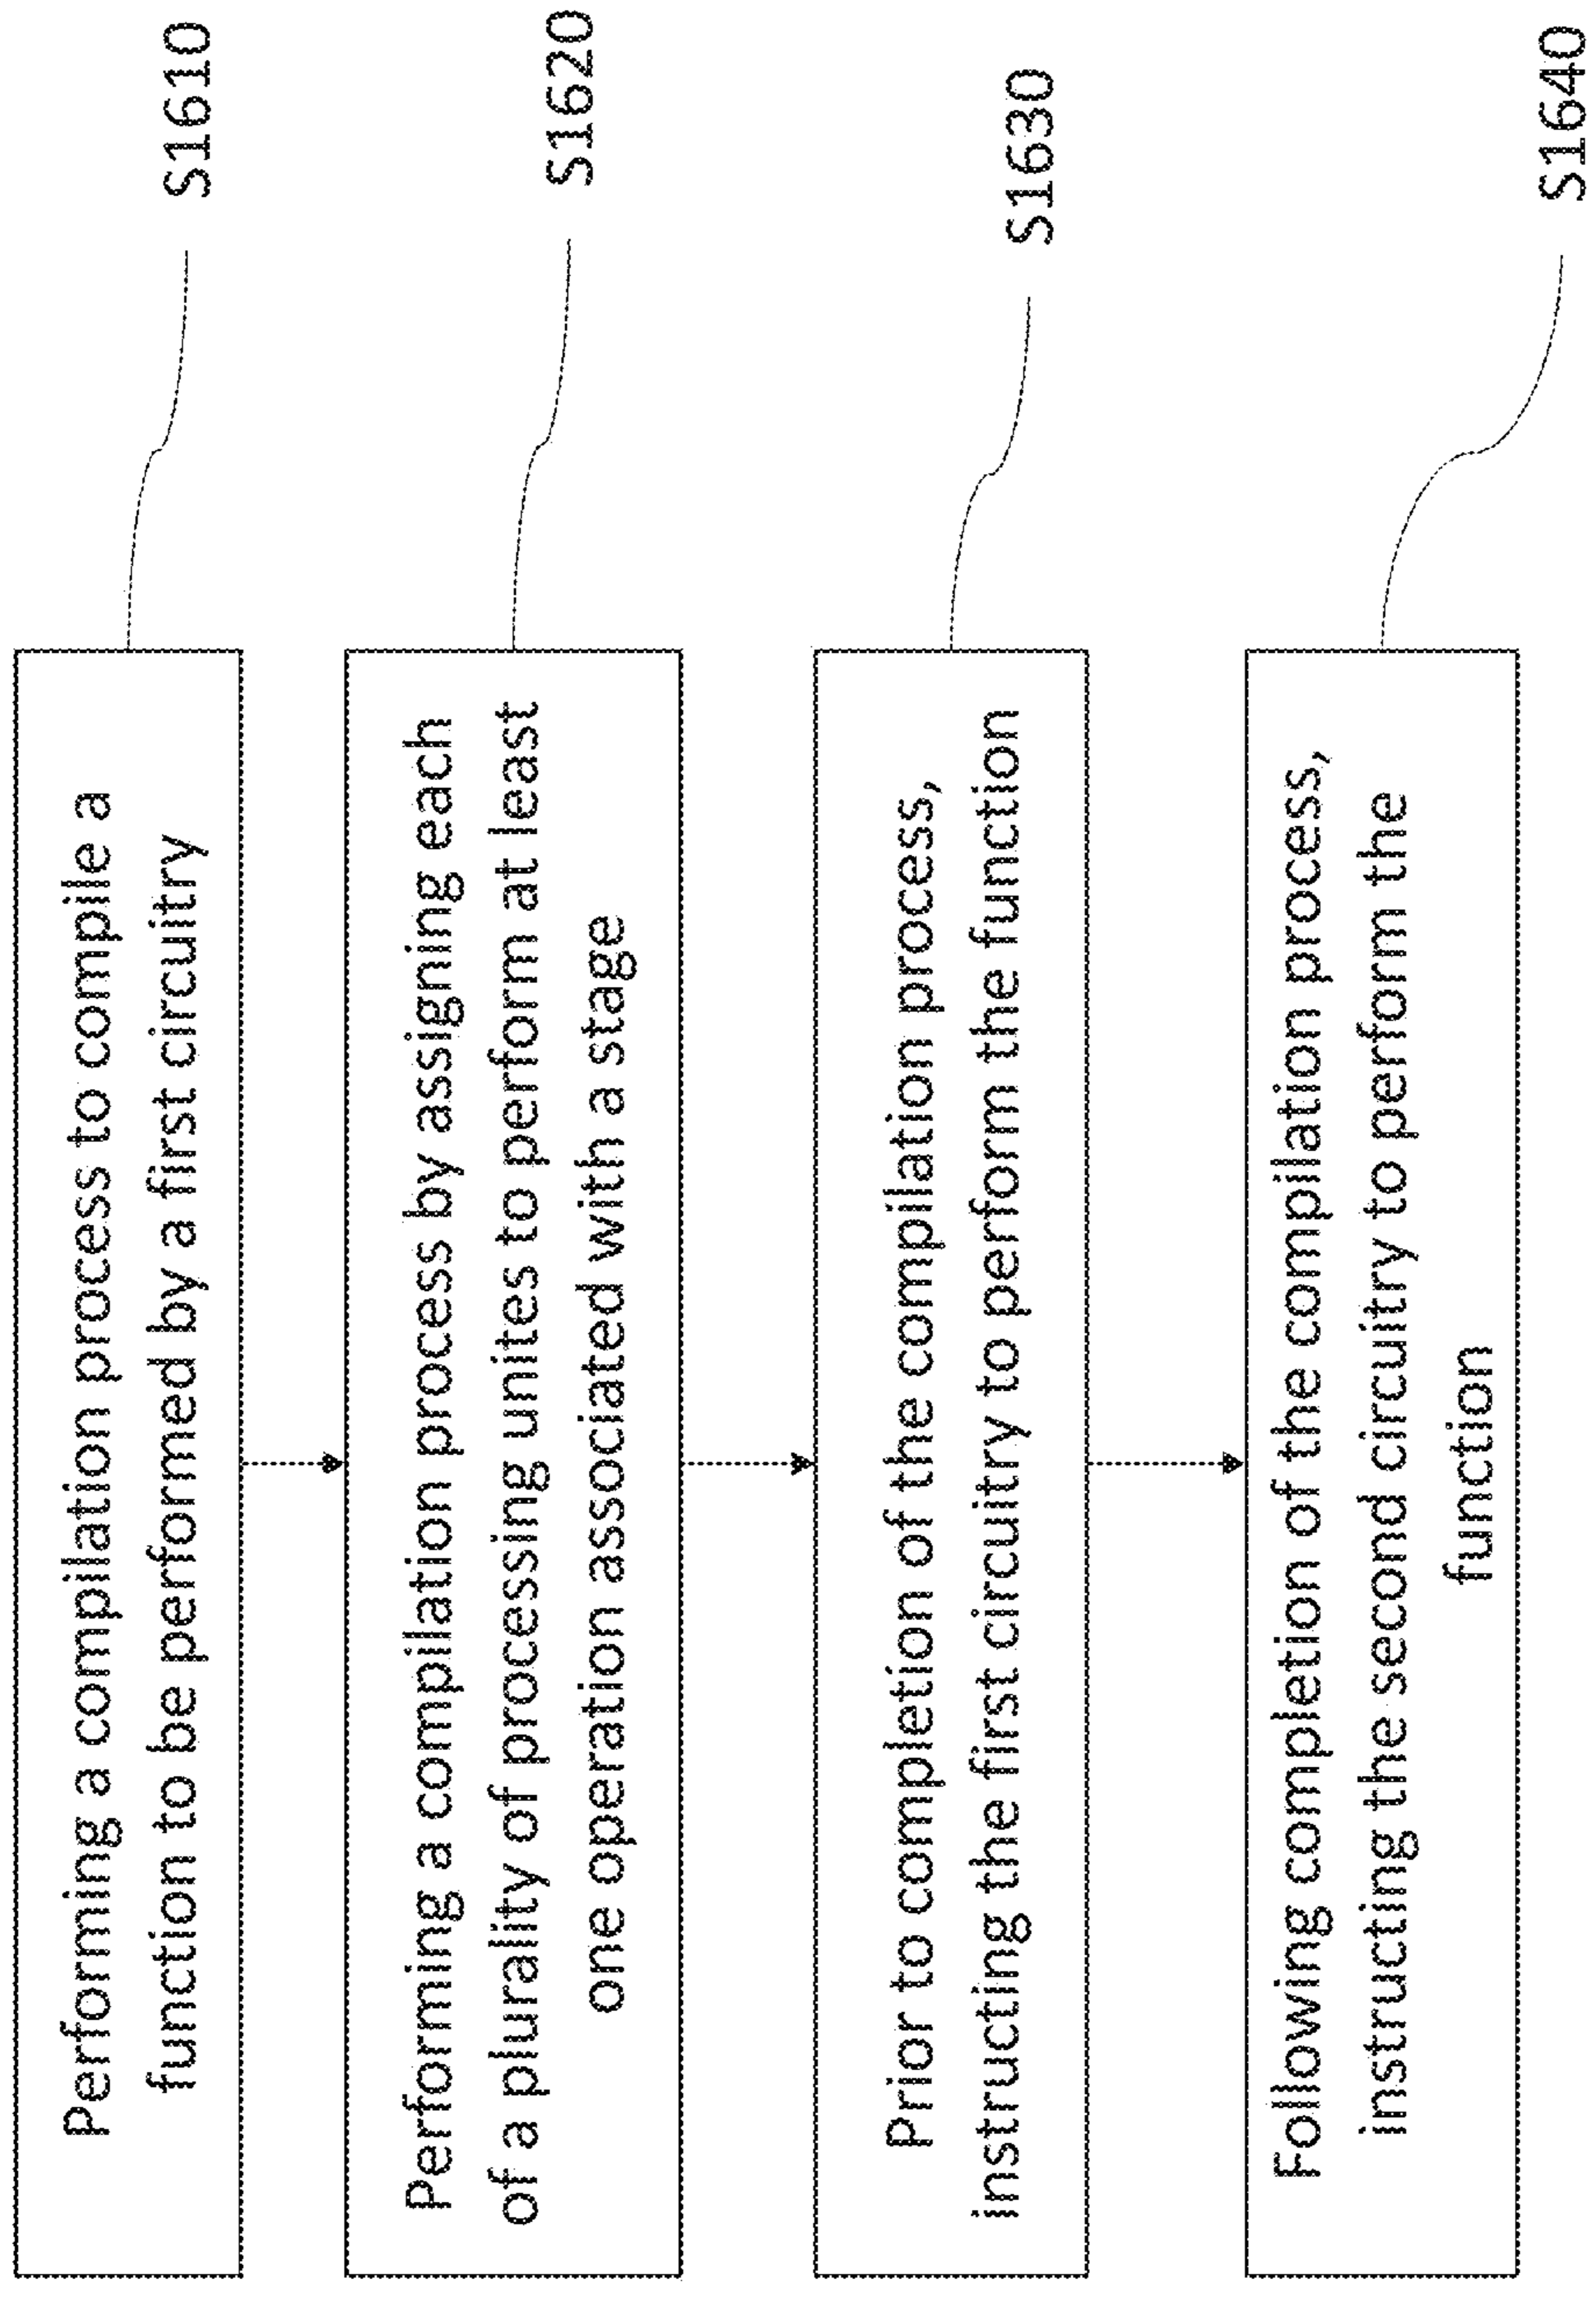 Performing a compilation process to compile a
function to be performed by a first circuitry
S1610
Performing a compilation process by assigning each
of a plurality of processing unites to perform at least
one operation associated with a stage
S1620
Prior to completion of the compilation process,
instructing the first circuitry to perform the function
S1630
Following completion of the compilation process,
instructing the second circuitry to perform the
function
S1640